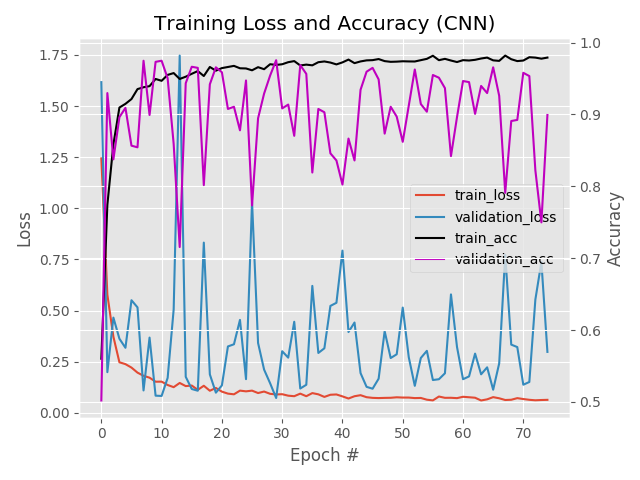 Training Loss and Accuracy (CNN)
1.75
1.50
1.25
1.00
0.75
0.50
0.25
0.00
Loss
1.0
0.9
0.8
0.7
0.6
0.5
Accuracy
train_loss
validation_loss
train_acc
validation_acc
0 10 20 30 40 50 60 70
Epoch #